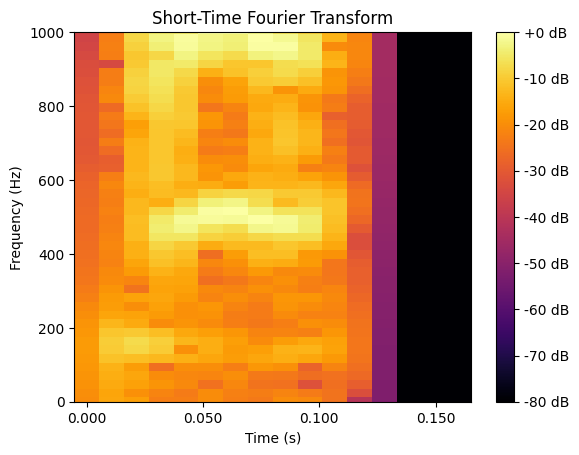 Short-Time Fourier Transform
1000
800
600
400
200
0
Frequency (Hz)
0.000
0.050
0.100
0.150
Time (s)
+0 dB
-10 dB
-20 dB
-30 dB
-40 dB
-50 dB
-60 dB
-70 dB
-80 dB